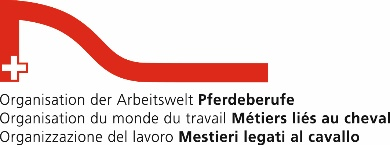 Organisation der Arbeitswelt Pferdeberufe
Organisation du monde du travail Métiers liés au cheval
Organizzazione del lavoro Mestieri legati al cavallo